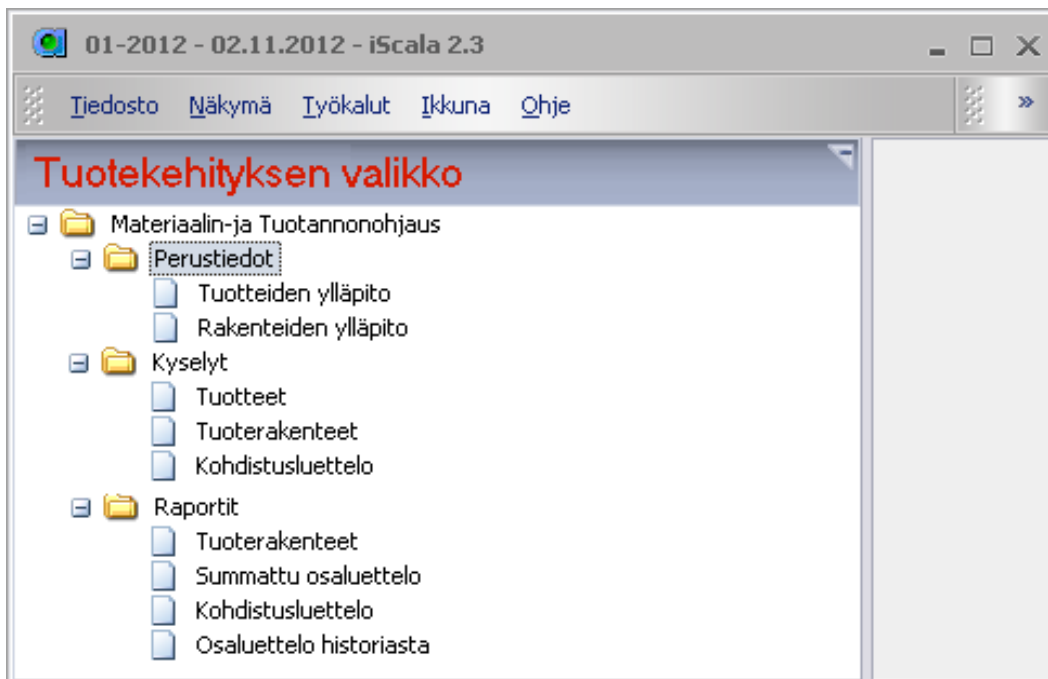 01-2012 - 02.11.2012 - iScala 2.3
Tiedosto Näkymä Työkalut Ikkuna Ohje »
Tuotekehityksen valikko
Materiaalin-ja Tuotannonohjaus
Perustiedot
Tuotteiden ylläpito
Rakenteiden ylläpito
Kyselyt
Tuotteet
Tuoterakenteet
Kohdistusluettelo
Raportit
Tuoterakenteet
Summattu osaluettelo
Kohdistusluettelo
Osaluettelo historiasta